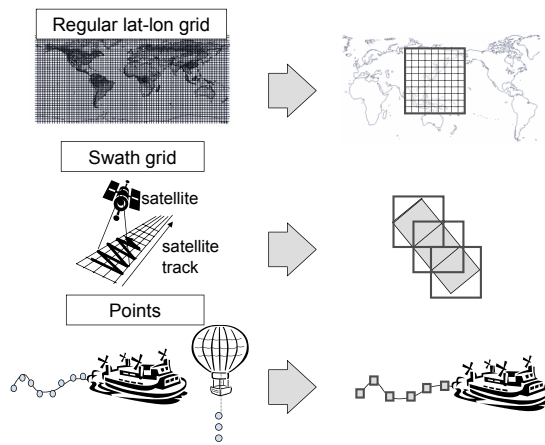 Regular lat-lon grid
Swath grid
satellite
satellite
track
Points